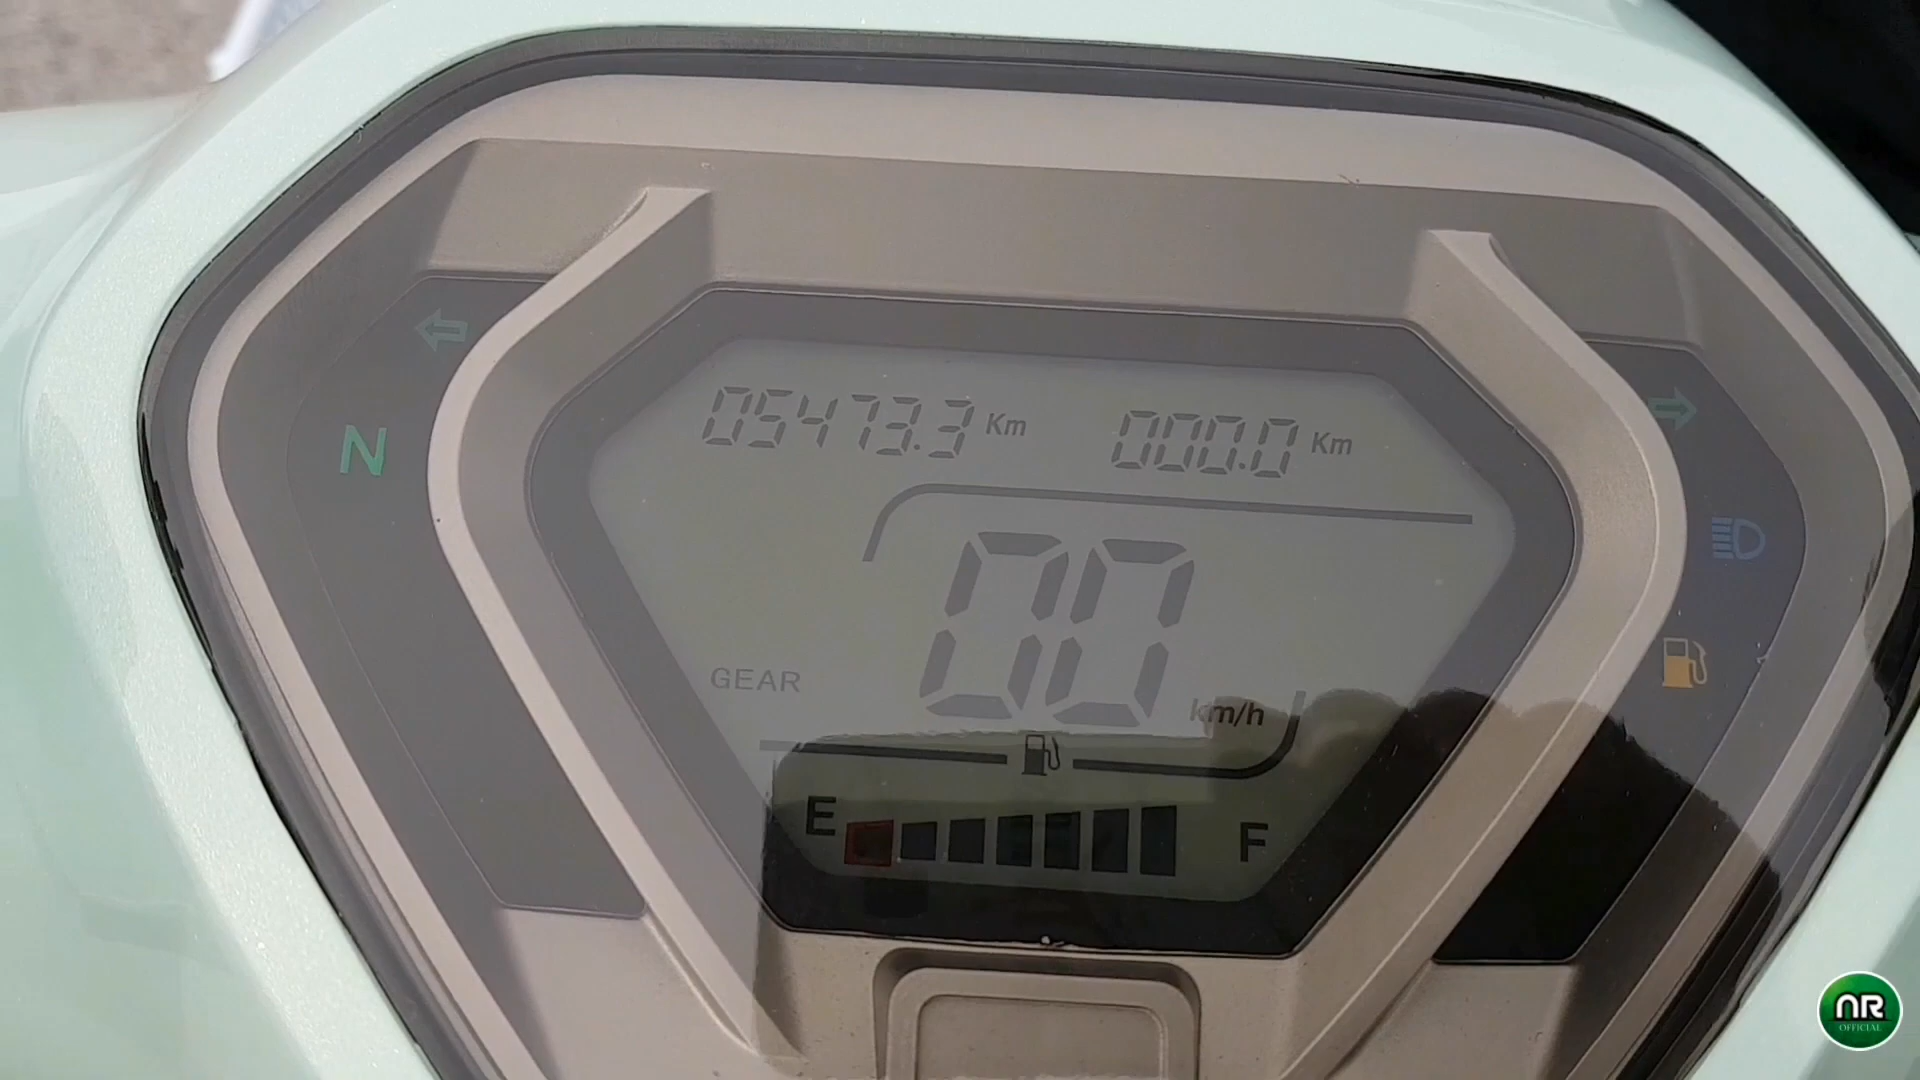 05473.3 Km 000.0 Km
N
00 km/h
GEAR
E F
NR
OFFICIAL